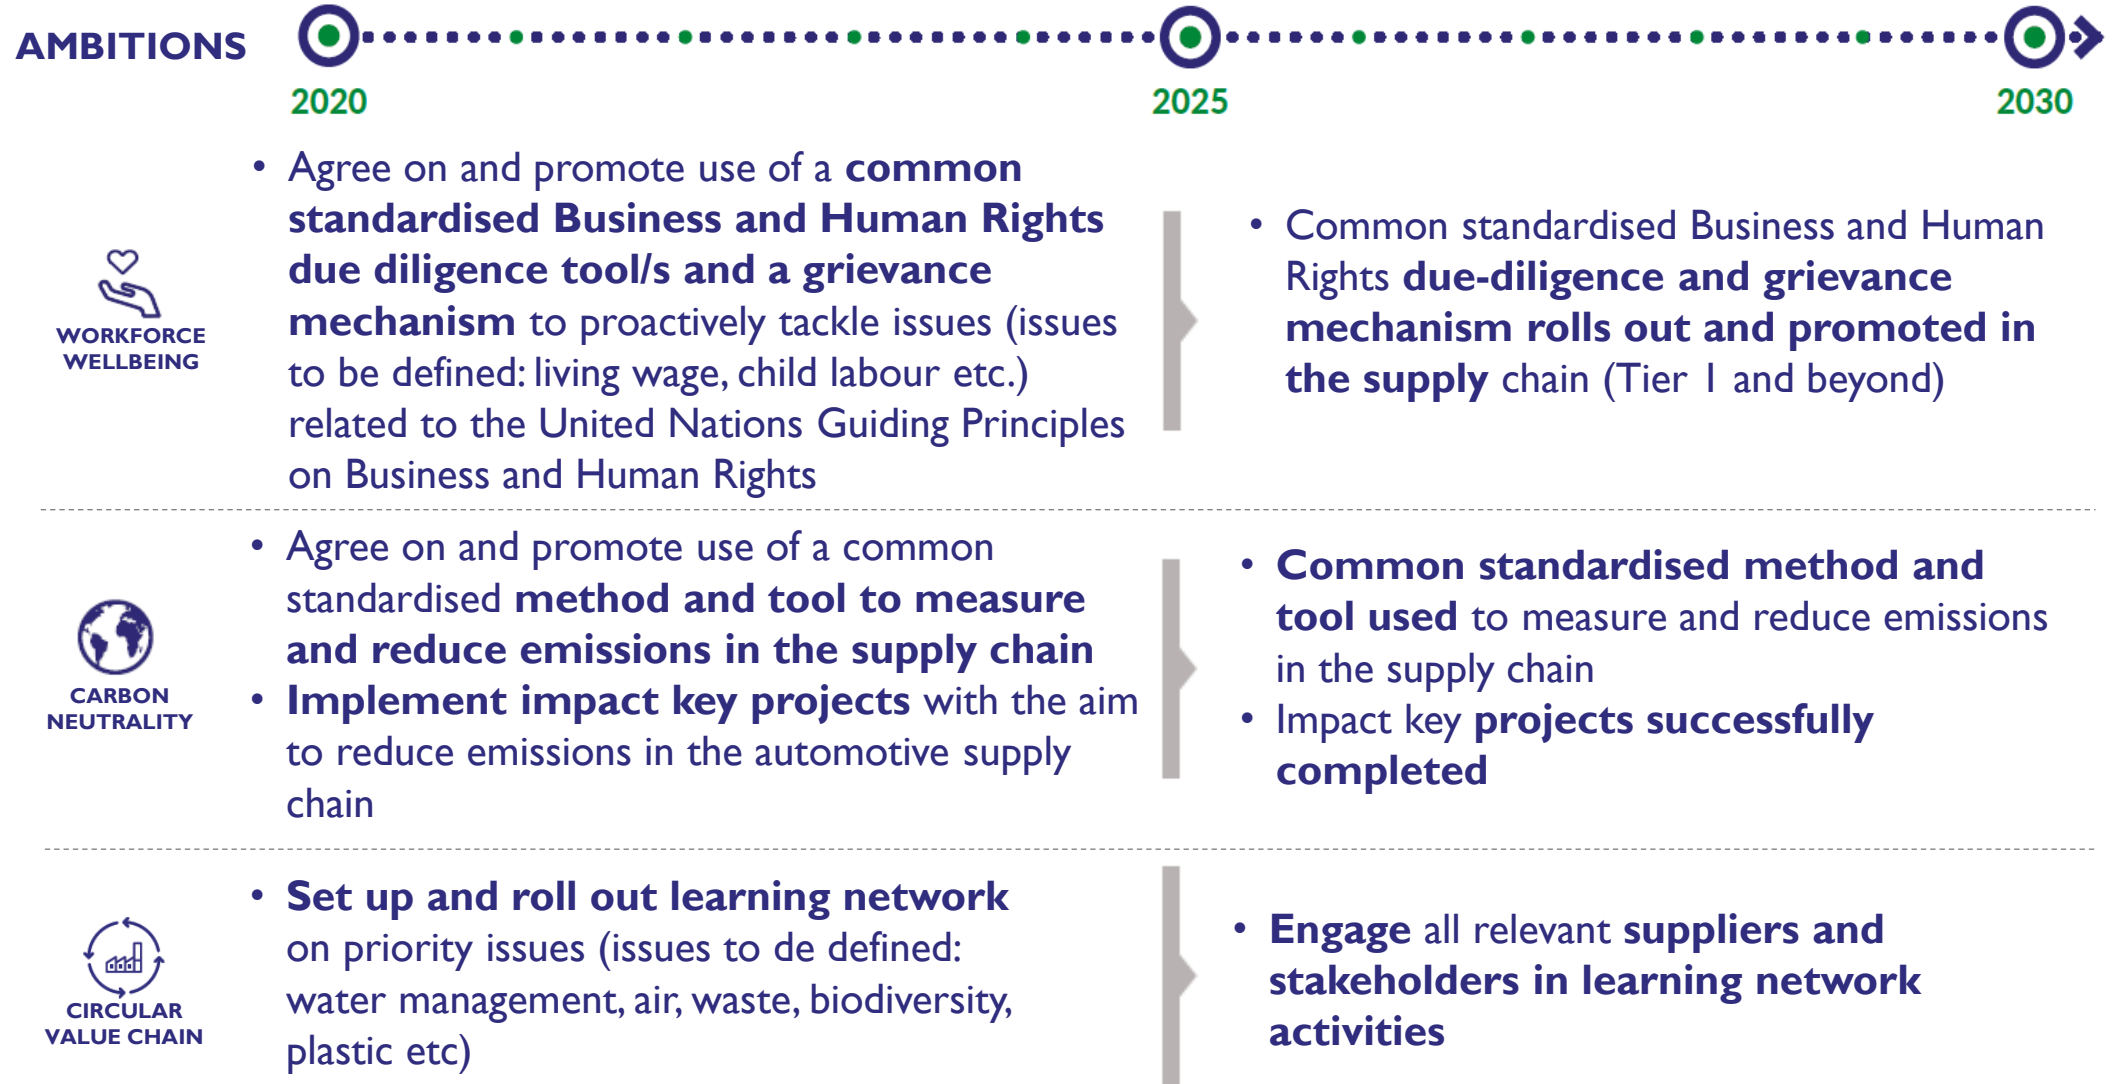 AMBITIONS
2020
2025
2030
WORKFORCE
WELLBEING
• Agree on and promote use of a common
standardised Business and Human Rights
due diligence tool/s and a grievance
mechanism to proactively tackle issues (issues
to be defined: living wage, child labour etc.)
related to the United Nations Guiding Principles
on Business and Human Rights
• Common standardised Business and Human
Rights due-diligence and grievance
mechanism rolls out and promoted in
the supply chain (Tier 1 and beyond)
CARBON
NEUTRALITY
• Agree on and promote use of a common
standardised method and tool to measure
and reduce emissions in the supply chain
• Implement impact key projects with the aim
to reduce emissions in the automotive supply
chain
• Common standardised method and
tool used to measure and reduce emissions
in the supply chain
• Impact key projects successfully
completed
CIRCULAR
VALUE CHAIN
• Set up and roll out learning network
on priority issues (issues to de defined:
water management, air, waste, biodiversity,
plastic etc)
• Engage all relevant suppliers and
stakeholders in learning network
activities